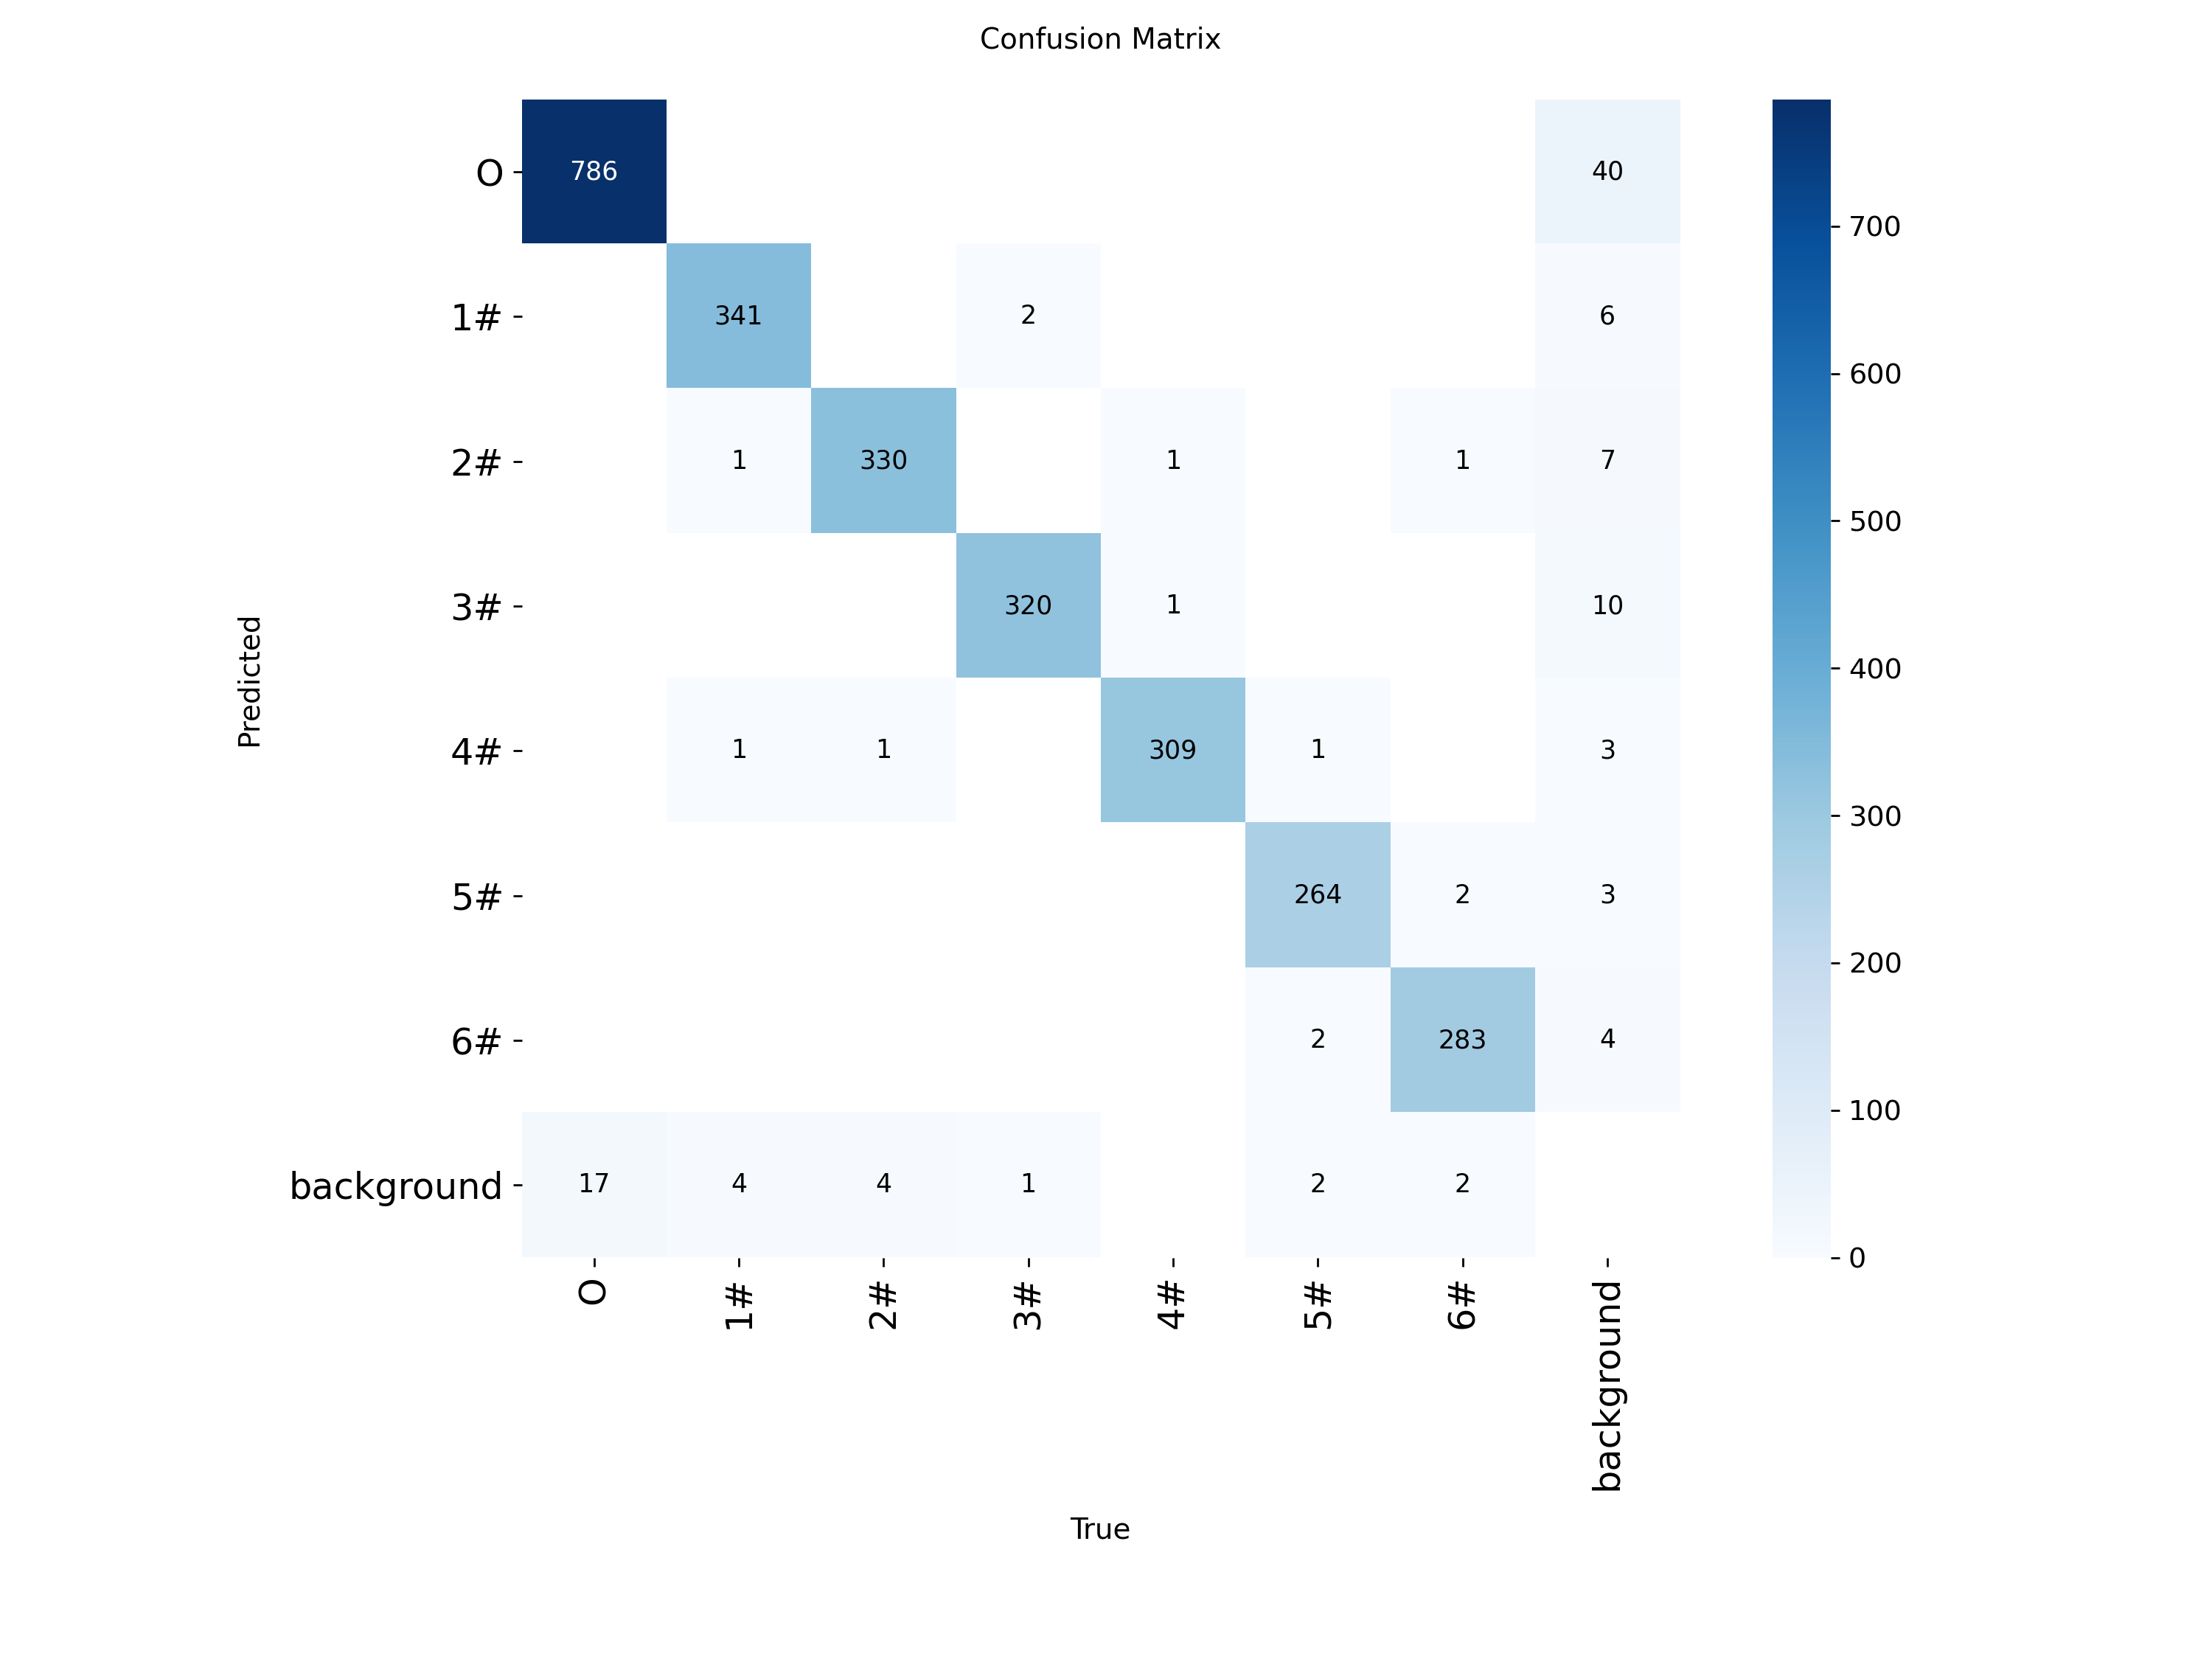 Confusion Matrix
O 786 40
1# 341 2 6
2# 1 330 1 1 7
3# 320 1 10
4# 1 1 309 1 3
5# 264 2 3
6# 2 283 4
background 17 4 4 1 2 2
O 1# 2# 3# 4# 5# 6# background
True
Predicted
700
600
500
400
300
200
100
0